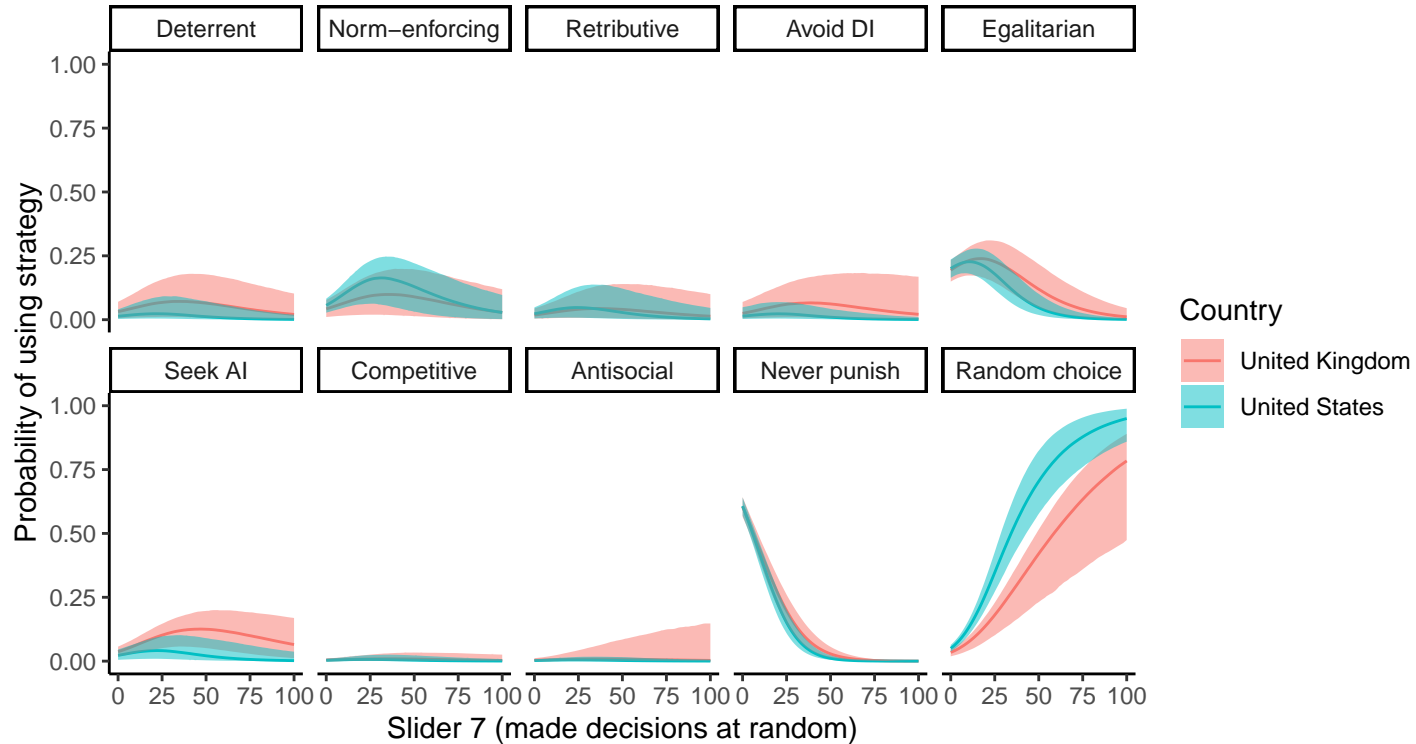 Deterrent
Norm−enforcing
Retributive
Avoid DI
Egalitarian
1.00
0.75
0.50
0.25
0.00
Seek AI
Competitive
Antisocial
Never punish
Random choice
1.00
0.75
0.50
0.25
0.00
0 25 50 75 100
0 25 50 75 100
0 25 50 75 100
0 25 50 75 100
0 25 50 75 100
Slider 7 (made decisions at random)
Probability of using strategy
Country
United Kingdom
United States